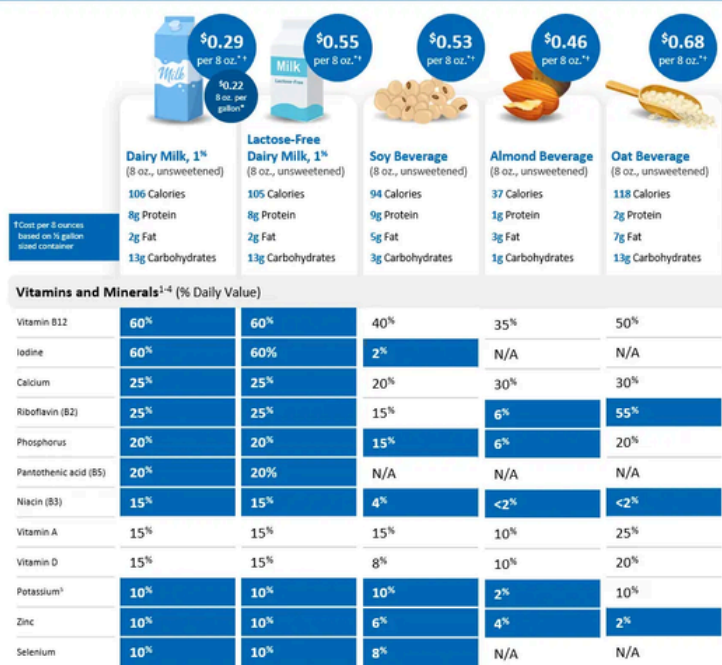 $0.29
per 8 oz.*†
$0.22
8 oz. per
gallon*
Milk
$0.55
per 8 oz.*†
Milk
Lactose-Free
$0.53
per 8 oz.*†
$0.46
per 8 oz.*†
$0.68
per 8 oz.*†
Dairy Milk, 1%
(8 oz., unsweetened)
106 Calories
8g Protein
2g Fat
13g Carbohydrates
Lactose-Free
Dairy Milk, 1%
(8 oz., unsweetened)
105 Calories
8g Protein
2g Fat
13g Carbohydrates
Soy Beverage
(8 oz., unsweetened)
94 Calories
9g Protein
5g Fat
3g Carbohydrates
Almond Beverage
(8 oz., unsweetened)
37 Calories
1g Protein
3g Fat
1g Carbohydrates
Oat Beverage
(8 oz., unsweetened)
118 Calories
2g Protein
7g Fat
13g Carbohydrates
†Cost per 8 ounces
based on ½ gallon
sized container
Vitamins and Minerals1-4 (% Daily Value)
Vitamin B12 60% 60% 40% 35% 50%
Iodine 60% 60% 2% N/A N/A
Calcium 25% 25% 20% 30% 30%
Riboflavin (B2) 25% 25% 15% 6% 55%
Phosphorus 20% 20% 15% 6% 20%
Pantothenic acid (B5) 20% 20% N/A N/A N/A
Niacin (B3) 15% 15% 4% <2% <2%
Vitamin A 15% 15% 15% 10% 25%
Vitamin D 15% 15% 8% 10% 20%
Potassium 10% 10% 10% 2% 10%
Zinc 10% 10% 6% 4% 2%
Selenium 10% 10% 8% N/A N/A